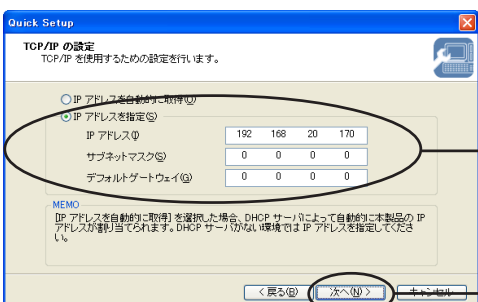 Quick Setup
TCP/IP の設定
TCP/IP を使用するための設定を行います。
IP アドレスを自動的に取得(O)
IP アドレスを指定(S)
IP アドレス(I) 192 168 20 170
サブネットマスク(S) 0 0 0 0
デフォルトゲートウェイ(G) 0 0 0 0
MEMO
[IP アドレスを自動的に取得] を選択した場合、DHCP サーバによって自動的に本製品の IP
アドレスが割り当てられます。DHCP サーバがない環境では IP アドレスを指定してくださ
い。
< 戻る(B) 次へ(N) > キャンセル